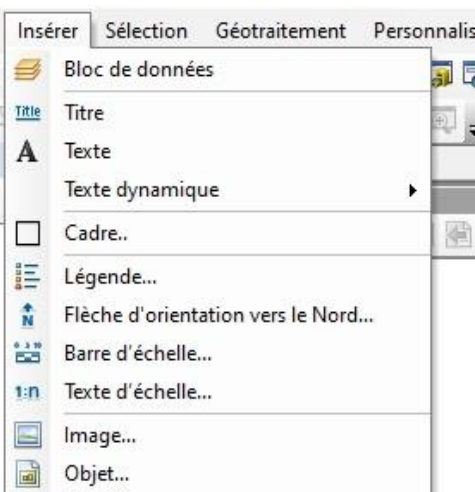 Insérer Sélection Géotraitement
Bloc de données
Title Titre
A Texte
Texte dynamique
Cadre..
Légende...
N Flèche d'orientation vers le Nord...
Barre d'échelle...
1:n Texte d'échelle...
Image...
Objet...